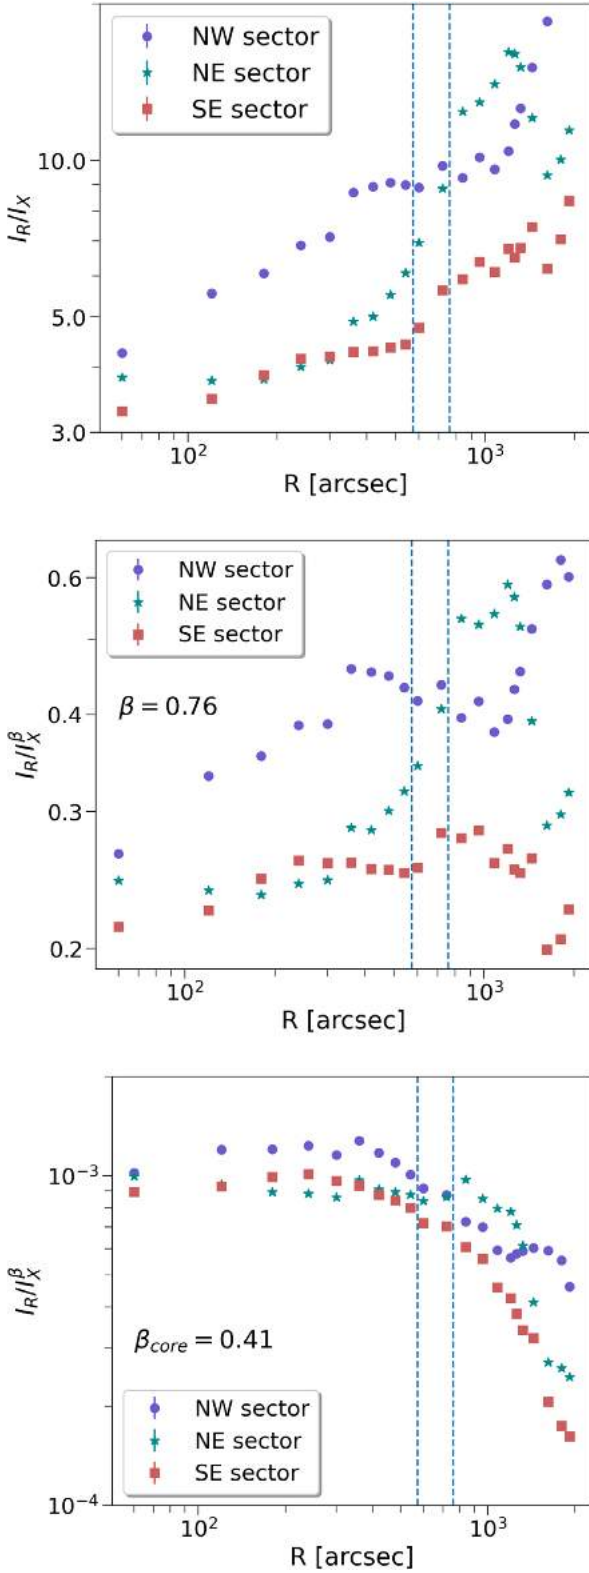 NW sector
NE sector
SE sector
10.0
5.0
3.0
I_R/I_X
10^2
10^3
R [arcsec]
NW sector
NE sector
SE sector
β = 0.76
0.6
0.4
0.3
0.2
I_R/I_X^β
10^2
10^3
R [arcsec]
10^{-3}
I_R/I_X^β
β_{core} = 0.41
NW sector
NE sector
SE sector
10^{-4}
10^2
10^3
R [arcsec]